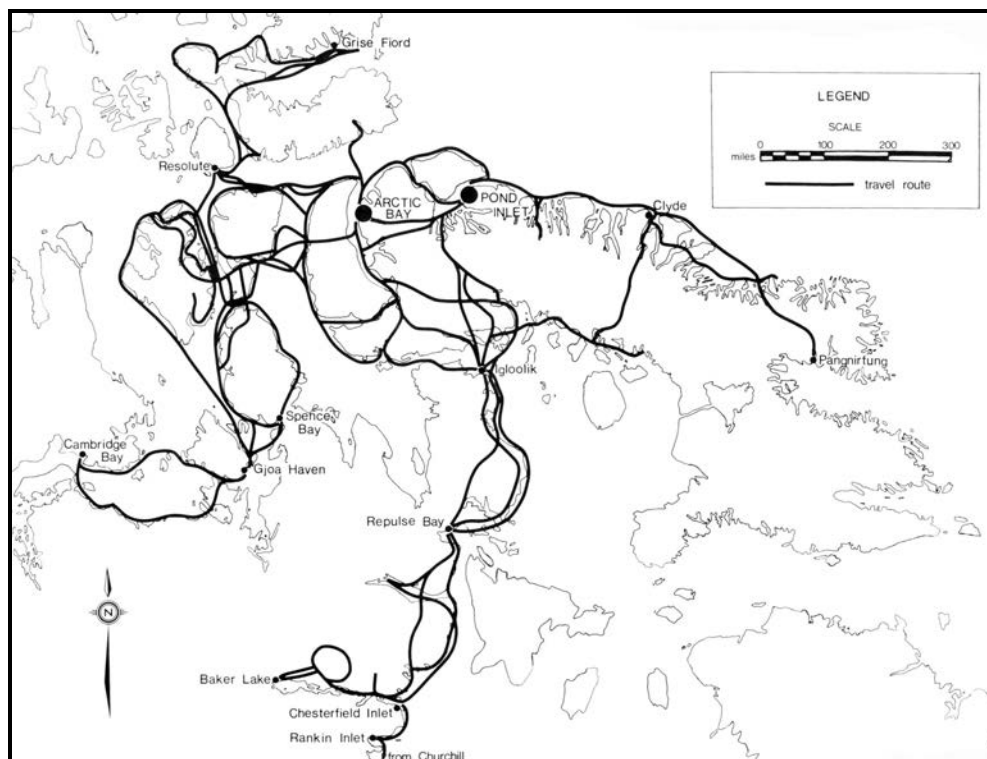 Grise Fiord
LEGEND
SCALE
0 100 200 300
miles
travel route
Resolute
ARCTIC
BAY
POND
INLET
Clyde
Pangnirtung
Igloolik
Spence
Bay
Cambridge
Bay
Gjoa Haven
Repulse Bay
N
Baker Lake
Chesterfield Inlet
Rankin Inlet
from Churchill